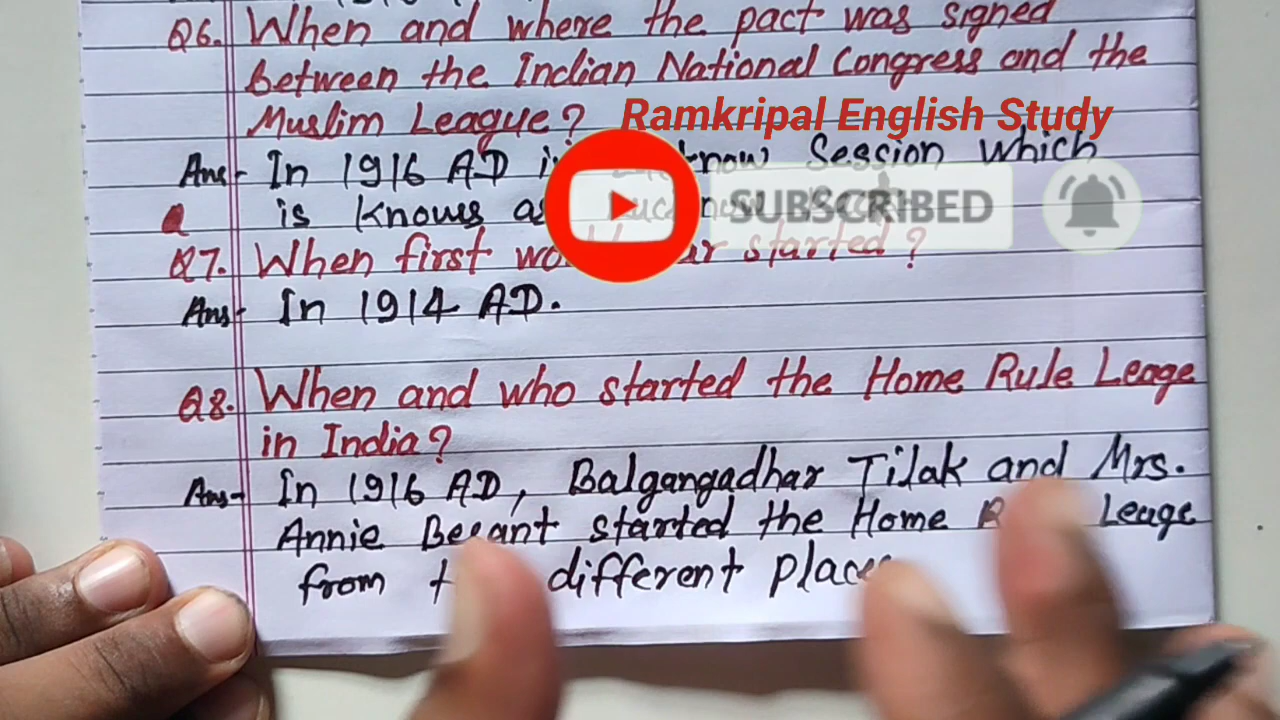 Q6. When and where the pact was signed
between the Indian National Congress and the
Muslim League?
Ramkripal English Study
Ans- In 1916 AD session which
is knows as
SUBSCRIBED
Q7. When first started?
Ans- In 1914 AD.
Q8. When and who started the Home Rule Leage
in India?
Ans- In 1916 AD, Balgangadhar Tilak and Mrs.
Annie Besant started the Home Leage
from different places